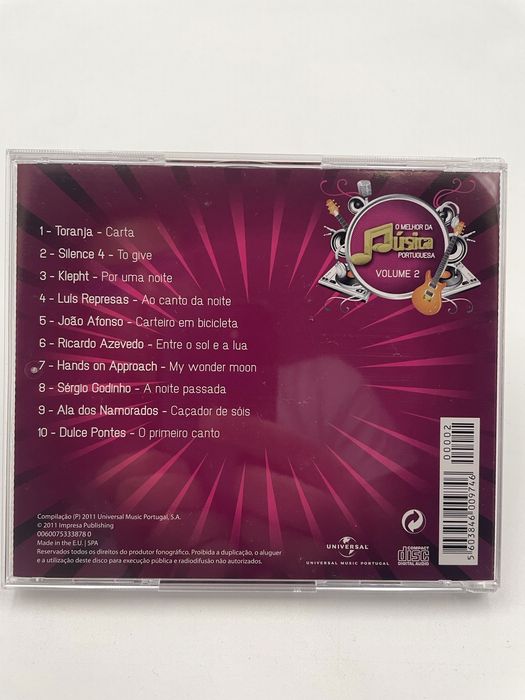 O MELHOR DA
Música
PORTUGUESA
VOLUME 2
1 - Toranja - Carta
2 - Silence 4 - To give
3 - Klepht - Por uma noite
4 - Luís Represas - Ao canto da noite
5 - João Afonso - Carteiro em bicicleta
6 - Ricardo Azevedo - Entre o sol e a lua
7 - Hands on Approach - My wonder moon
8 - Sérgio Godinho - A noite passada
9 - Ala dos Namorados - Caçador de sóis
10 - Dulce Pontes - O primeiro canto
00002
5 603846 009746
Compilação (P) 2011 Universal Music Portugal, S.A.
© 2011 Impresa Publishing
0060075333878 0
Made in the E.U. | SPA
Reservados todos os direitos do produtor fonográfico. Proibida a duplicação, o aluguer
e a utilização deste disco para execução pública e radiodifusão não autorizados.
UNIVERSAL
UNIVERSAL MUSIC PORTUGAL
COMPACT
disc
DIGITAL AUDIO